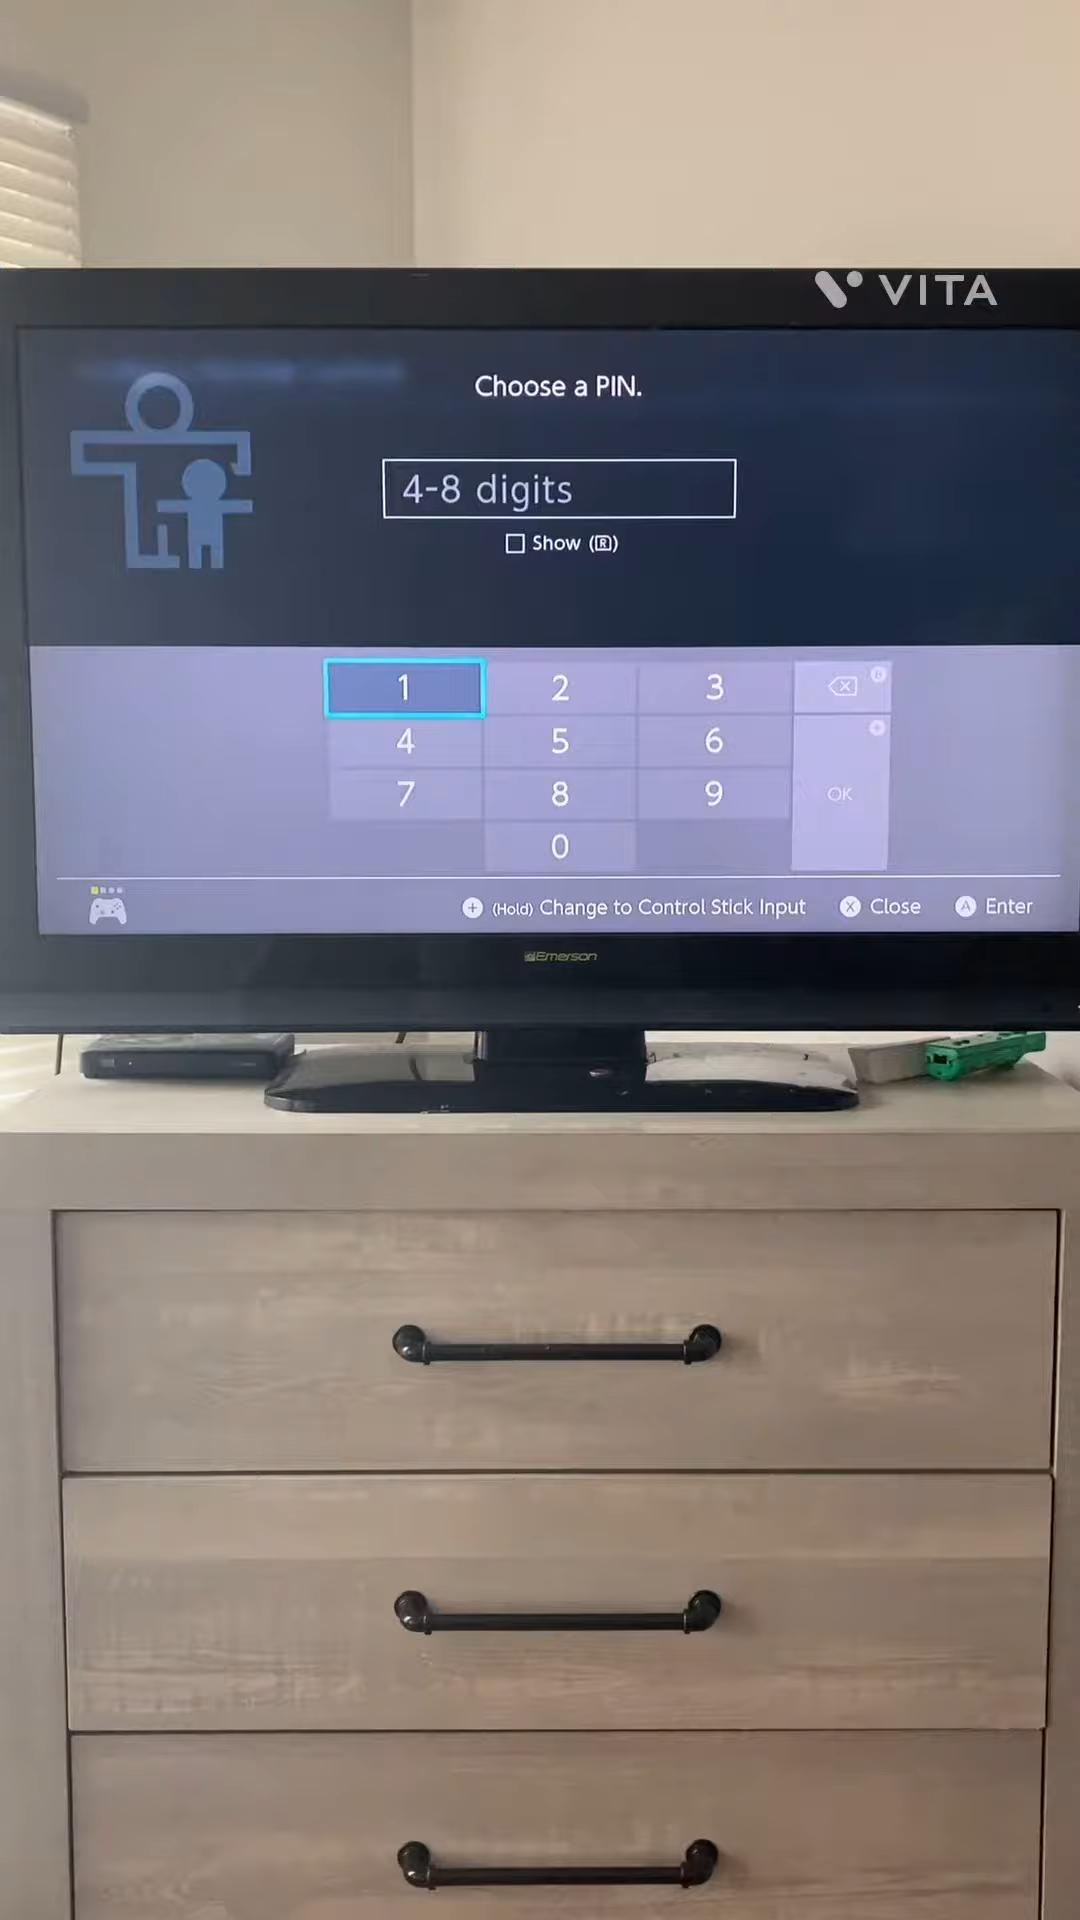 VITA
Choose a PIN.
4-8 digits
Show (R)
1 2 3
4 5 6
7 8 9
OK
0
+ (Hold) Change to Control Stick Input X Close A Enter
Emerson